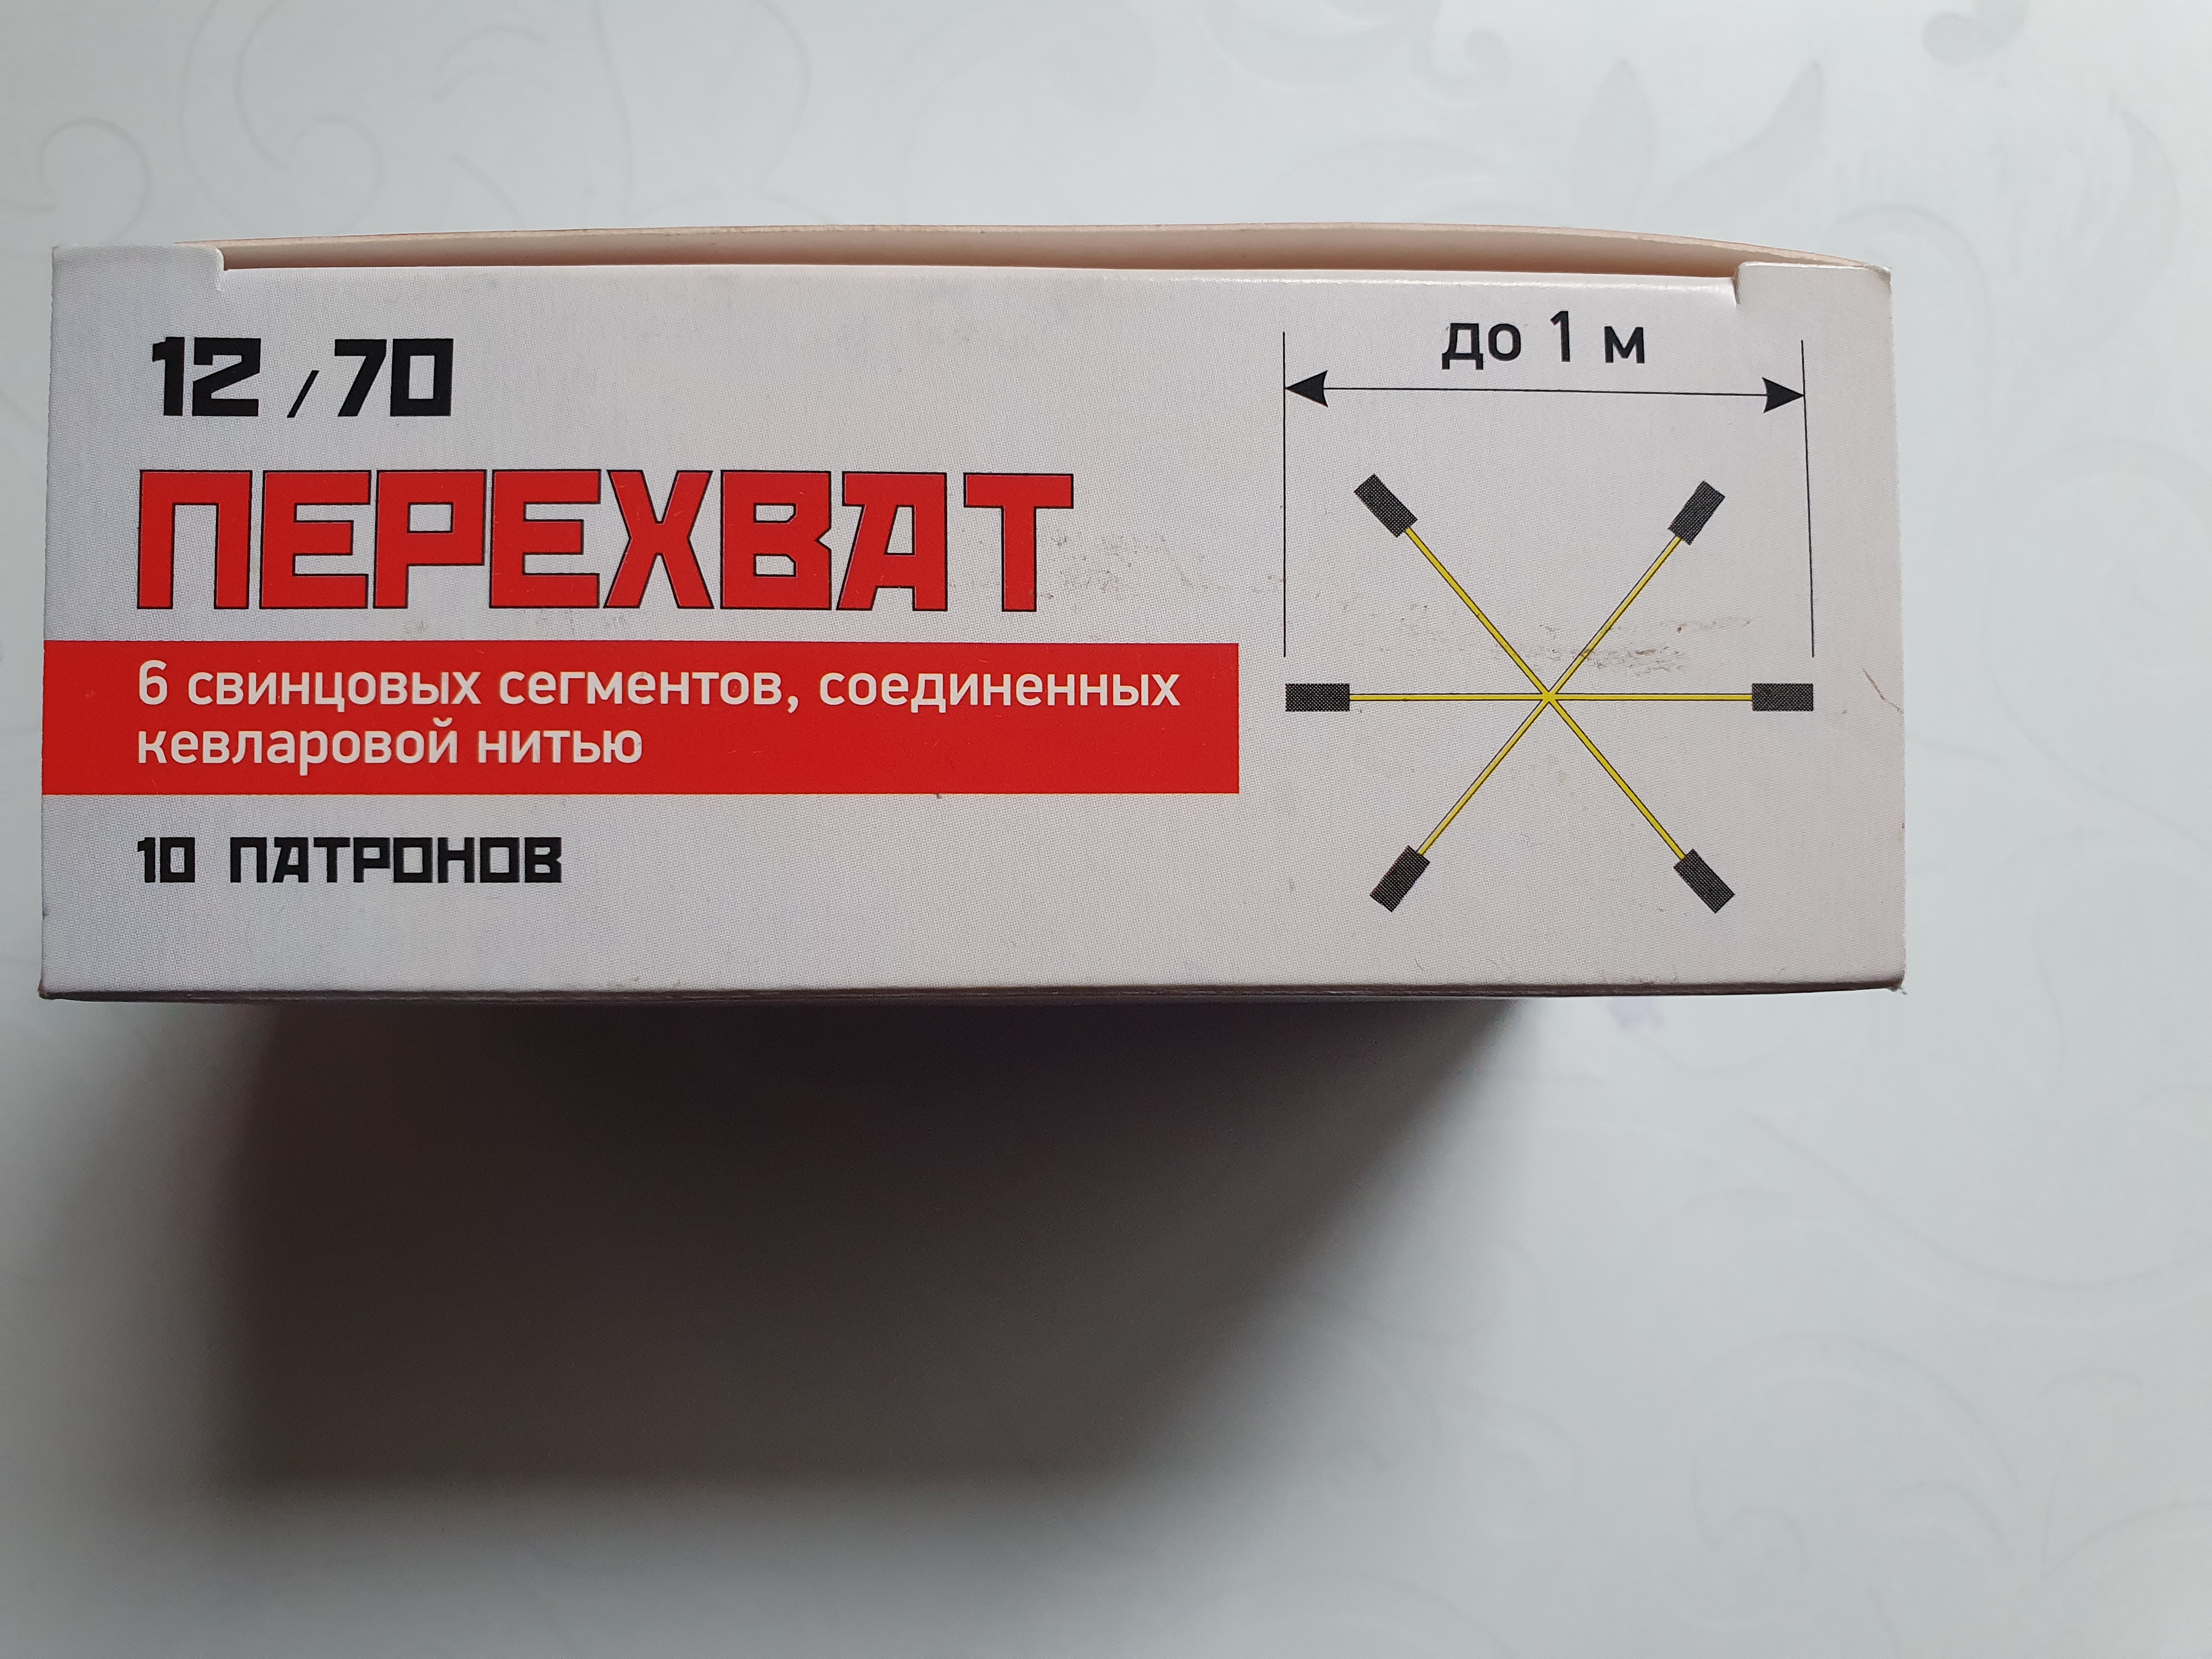 12/70
ПЕРЕХВАТ
6 свинцовых сегментов, соединенных
кевларовой нитью
10 ПАТРОНОВ
до 1 м